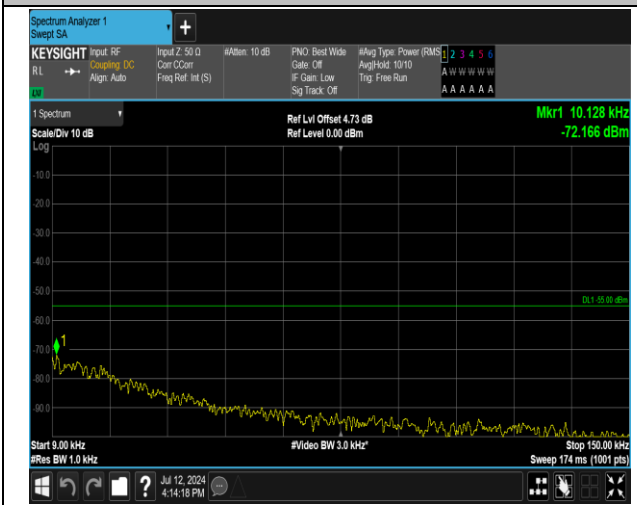 Spectrum Analyzer 1
Swept SA
+
KEYSIGHT
RL
Input: RF
Coupling: DC
Align: Auto
Input Z: 50 Ω
Corr CCorr
Freq Ref: Int (S)
#Atten: 10 dB
PNO: Best Wide
Gate: Off
IF Gain: Low
Sig Track: Off
#Avg Type: Power (RMS
Avg|Hold: 10/10
Trig: Free Run
1 2 3 4 5 6
A W W W W W
A A A A A A
LXI
1 Spectrum
Scale/Div 10 dB
Log
Ref Lvl Offset 4.73 dB
Ref Level 0.00 dBm
Mkr1 10.128 kHz
-72.166 dBm
-10.0
-20.0
-30.0
-40.0
-50.0
DL1 -55.00 dBm
-60.0
1
-70.0
-80.0
-90.0
Start 9.00 kHz
#Res BW 1.0 kHz
#Video BW 3.0 kHz*
Stop 150.00 kHz
Sweep 174 ms (1001 pts)
?
Jul 12, 2024
4:14:18 PM